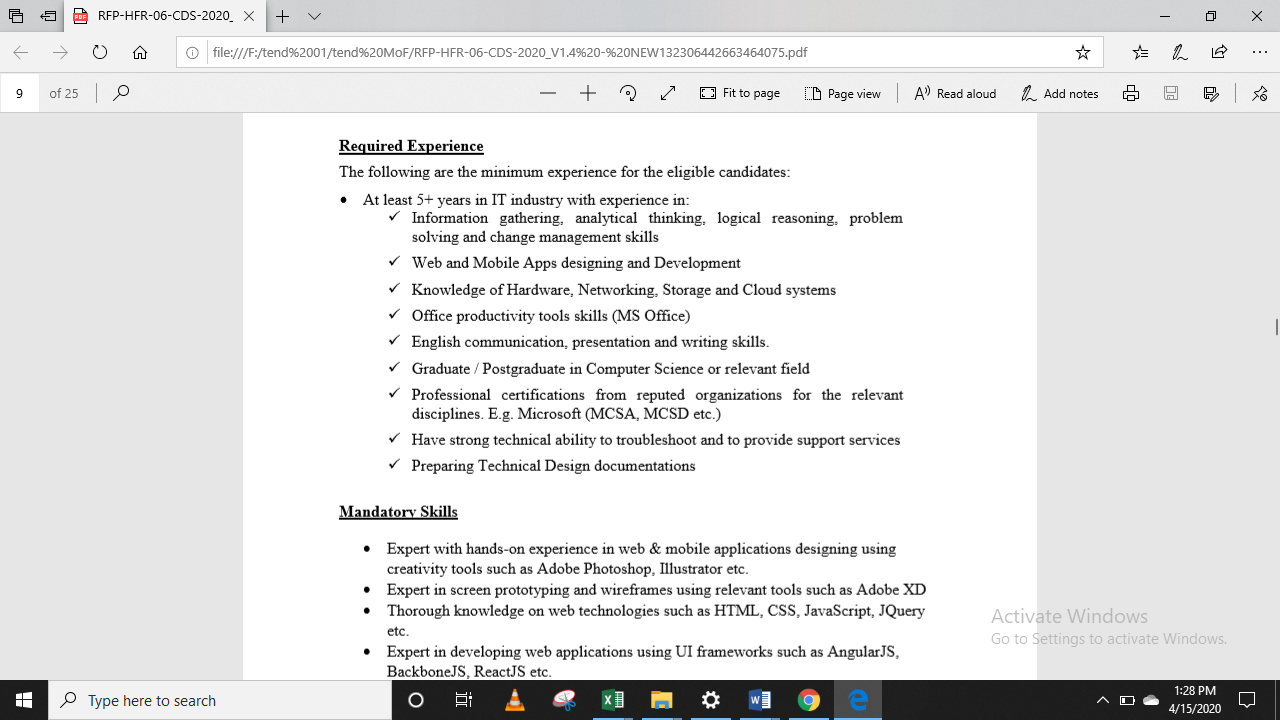 RFP-HFR-06-CDS-2020_
file:///F:/tend%2001/tend%20MoF/RFP-HFR-06-CDS-2020_V1.4%20-%20NEW132306442663464075.pdf
9 of 25 Fit to page Page view Read aloud Add notes
Required Experience
The following are the minimum experience for the eligible candidates:
• At least 5+ years in IT industry with experience in:
✓ Information gathering, analytical thinking, logical reasoning, problem
solving and change management skills
✓ Web and Mobile Apps designing and Development
✓ Knowledge of Hardware, Networking, Storage and Cloud systems
✓ Office productivity tools skills (MS Office)
✓ English communication, presentation and writing skills.
✓ Graduate / Postgraduate in Computer Science or relevant field
✓ Professional certifications from reputed organizations for the relevant
disciplines. E.g. Microsoft (MCSA, MCSD etc.)
✓ Have strong technical ability to troubleshoot and to provide support services
✓ Preparing Technical Design documentations
Mandatory Skills
• Expert with hands-on experience in web & mobile applications designing using
creativity tools such as Adobe Photoshop, Illustrator etc.
• Expert in screen prototyping and wireframes using relevant tools such as Adobe XD
• Thorough knowledge on web technologies such as HTML, CSS, JavaScript, JQuery
etc.
• Expert in developing web applications using UI frameworks such as AngularJS,
BackboneJS, ReactJS etc.
Activate Windows
Go to Settings to activate Windows.
Type here to search
1:28 PM
4/15/2020